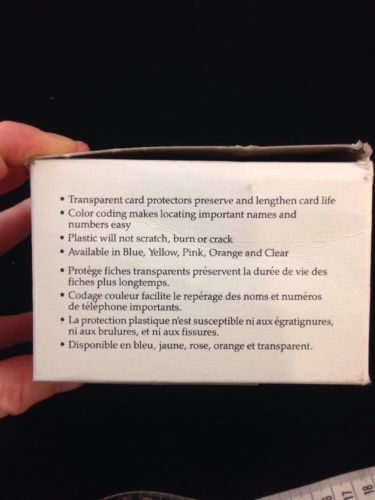 • Transparent card protectors preserve and lengthen card life
• Color coding makes locating important names and
numbers easy
• Plastic will not scratch, burn or crack
• Available in Blue, Yellow, Pink, Orange and Clear
• Protège fiches transparents préservent la durée de vie des
fiches plus longtemps.
• Codage couleur facilite le repérage des noms et numéros
de téléphone importants.
• La protection plastique n'est susceptible ni aux égratignures,
ni aux brulures, et ni aux fissures.
• Disponible en bleu, jaune, rose, orange et transparent.